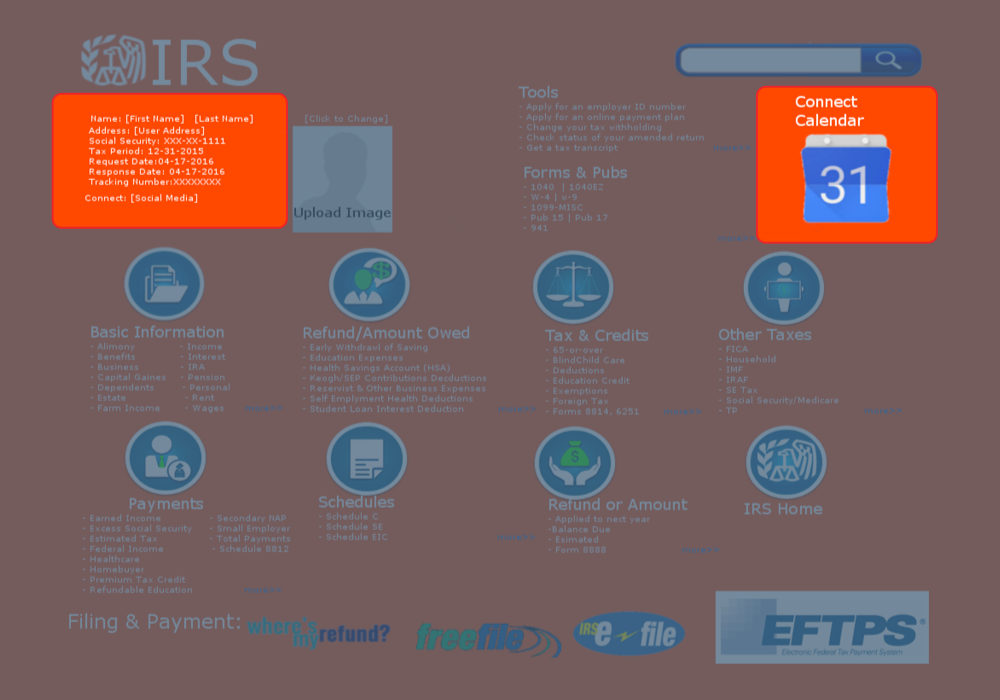 IRS
Name: [First Name] [Last Name]
Address: [User Address]
Social Security: XXX-XX-1111
Tax Period: 12-31-2015
Request Date:04-17-2016
Response Date: 04-17-2016
Tracking Number:XXXXXXXX
Connect: [Social Media]
[Click to Change]
Upload Image
Tools
- Apply for an employer ID number
- Apply for an online payment plan
- Change your tax withholding
- Check status of your amended return
- Get a tax transcript
Forms & Pubs
- 1040 | 1040EZ
- W-4 | v-9
- 1099-MISC
- Pub 15 | Pub 17
- 941
Connect
Calendar
31
Basic Information
- Alimony
- Benefits
- Business
- Capital Gaines
- Dependents
- Estate
- Farm Income
- Income
- Interest
- IRA
- Pension
- Personal
- Rent
- Wages
Refund/Amount Owed
- Early Withdrawl of Saving
- Education Expenses
- Health Savings Account (HSA)
- Keogh/SEP Contributions Decductions
- Reservist & Other Business Expenses
- Self Emplyment Health Deductions
- Student Loan Interest Deduction
Tax & Credits
- 65-or-over
- BlindChild Care
- Deductions
- Education Credit
- Exemptions
- Foreign Tax
- Forms 8814, 6251
Other Taxes
- FICA
- Household
- IMF
- IRAF
- SE Tax
- Social Security/Medicare
- TP
Payments
- Earned Income
- Excess Social Security
- Estimated Tax
- Federal Income
- Healthcare
- Homebuyer
- Premium Tax Credit
- Refundable Education
- Secondary NAP
- Small Employer
- Total Payments
- Schedule 8812
Schedules
- Schedule C
- Schedule SE
- Schedule EIC
Refund or Amount
- Applied to nect year
-Balance Due
- Esimated
- Form 8888
IRS Home
Filing & Payment:
where's my refund?
freefile
IRS e file
EFTPS®
Electronic Federal Tax Payment System